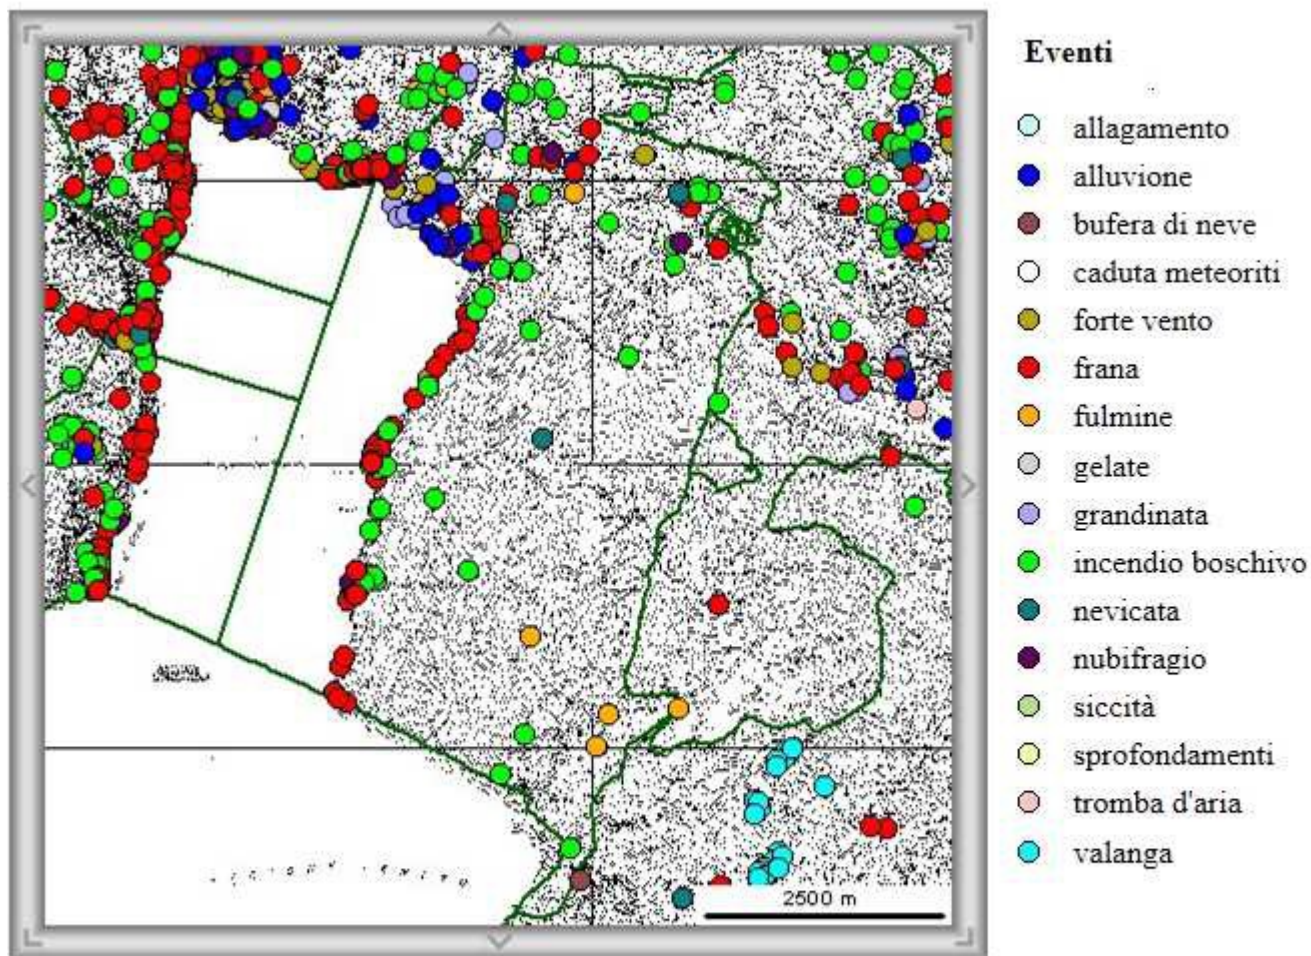 Eventi
allagamento
alluvione
bufera di neve
caduta meteoriti
forte vento
frana
fulmine
gelate
grandinata
incendio boschivo
nevicata
nubifragio
siccità
sprofondamenti
tromba d'aria
valanga
2500 m